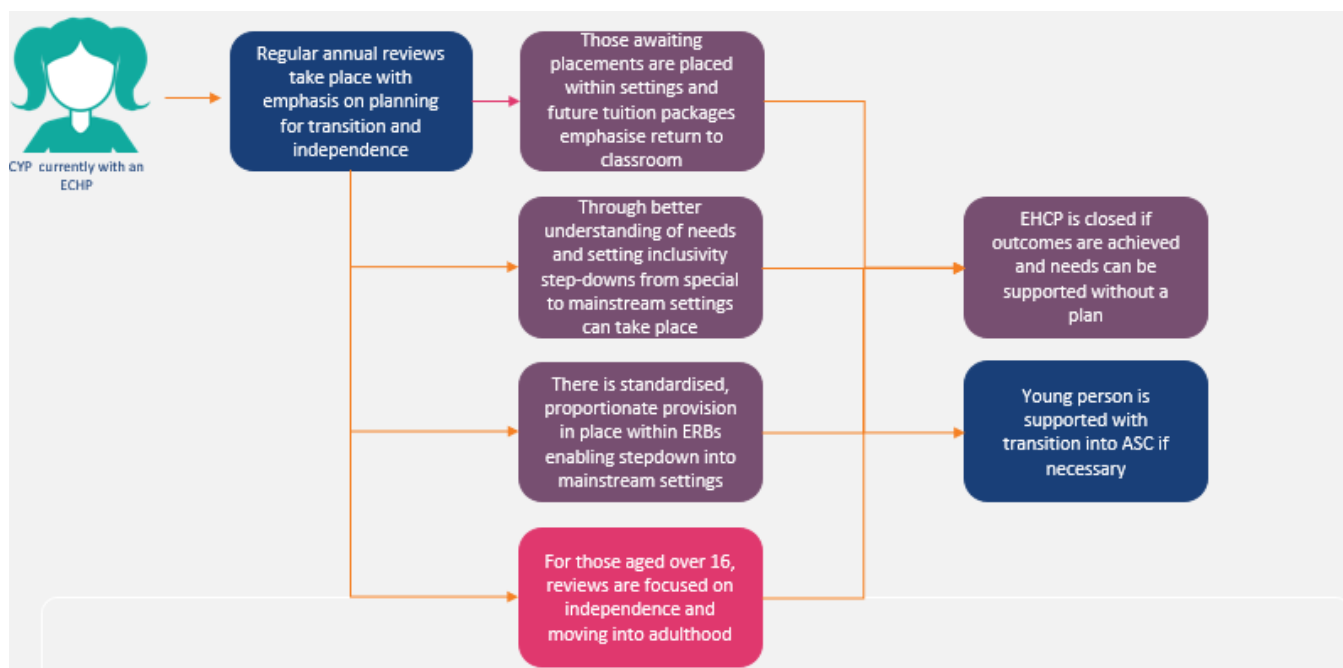 CYP currently with an
ECHP
Regular annual reviews
take place with
emphasis on planning
for transition and
independence
Those awaiting
placements are placed
within settings and
future tuition packages
emphasise return to
classroom
Through better
understanding of needs
and setting inclusivity
step-downs from special
to mainstream settings
can take place
There is standardised,
proportionate provision
in place within ERBs
enabling stepdown into
mainstream settings
For those aged over 16,
reviews are focused on
independence and
moving into adulthood
EHCP is closed if
outcomes are achieved
and needs can be
supported without a
plan
Young person is
supported with
transition into ASC if
necessary